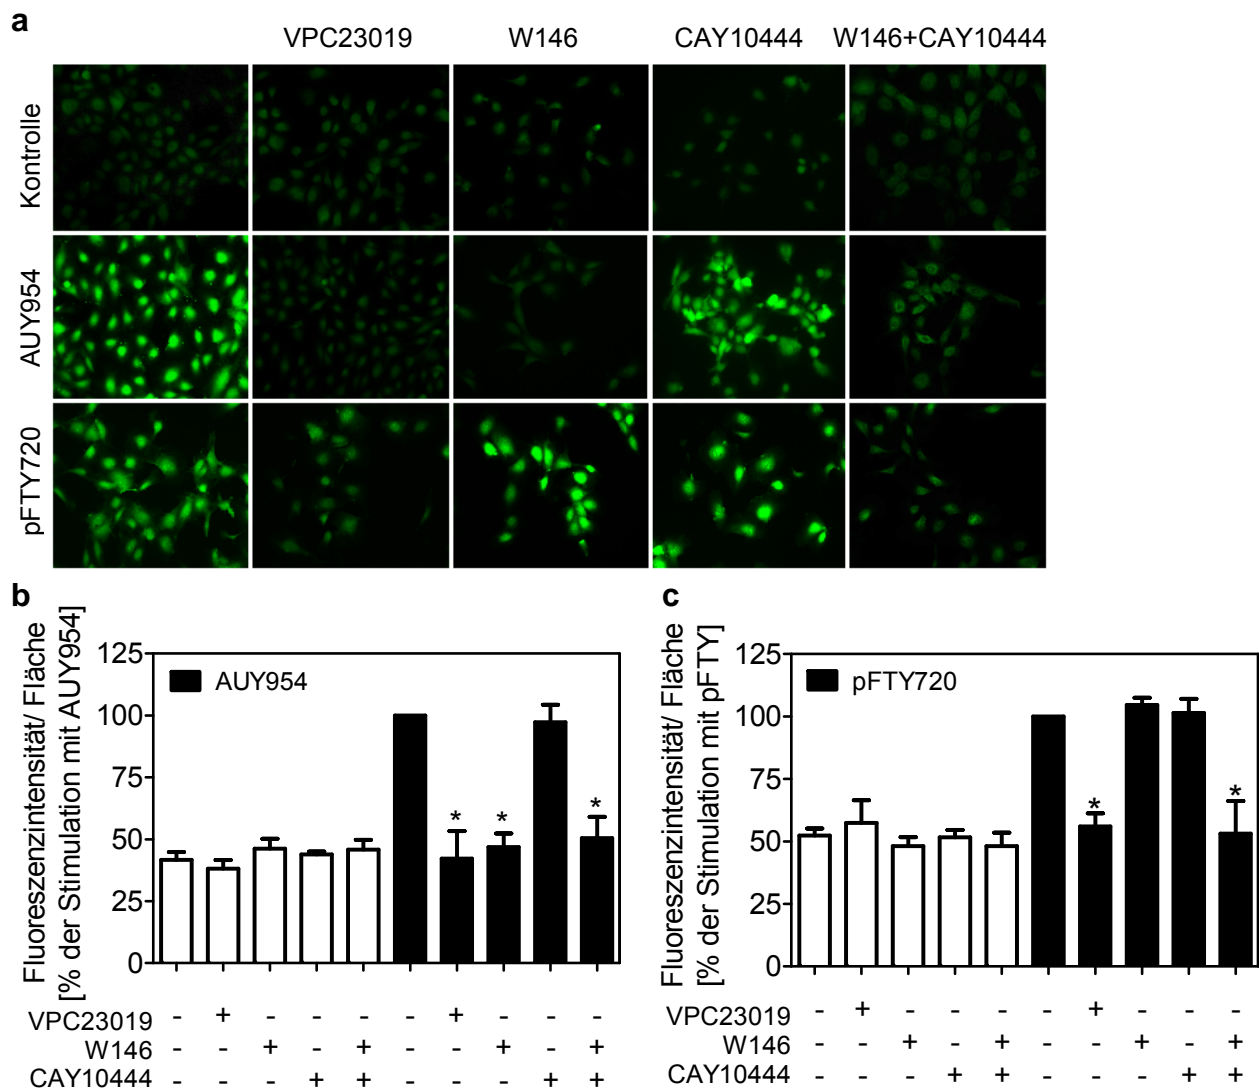 a
VPC23019 W146 CAY10444 W146+CAY10444
Kontrolle
AUY954
pFTY720
b
Fluoreszenzintensität/ Fläche
[% der Stimulation mit AUY954]
125
100
75
50
25
0
AUY954
* * *
VPC23019 - + - - - - + - - -
W146 - - + - + - - + - +
CAY10444 - - - + + - - - + +
c
Fluoreszenzintensität/ Fläche
[% der Stimulation mit pFTY]
125
100
75
50
25
0
pFTY720
* *
VPC23019 - + - - - - + - - -
W146 - - + - + - - + - +
CAY10444 - - - + + - - - + +